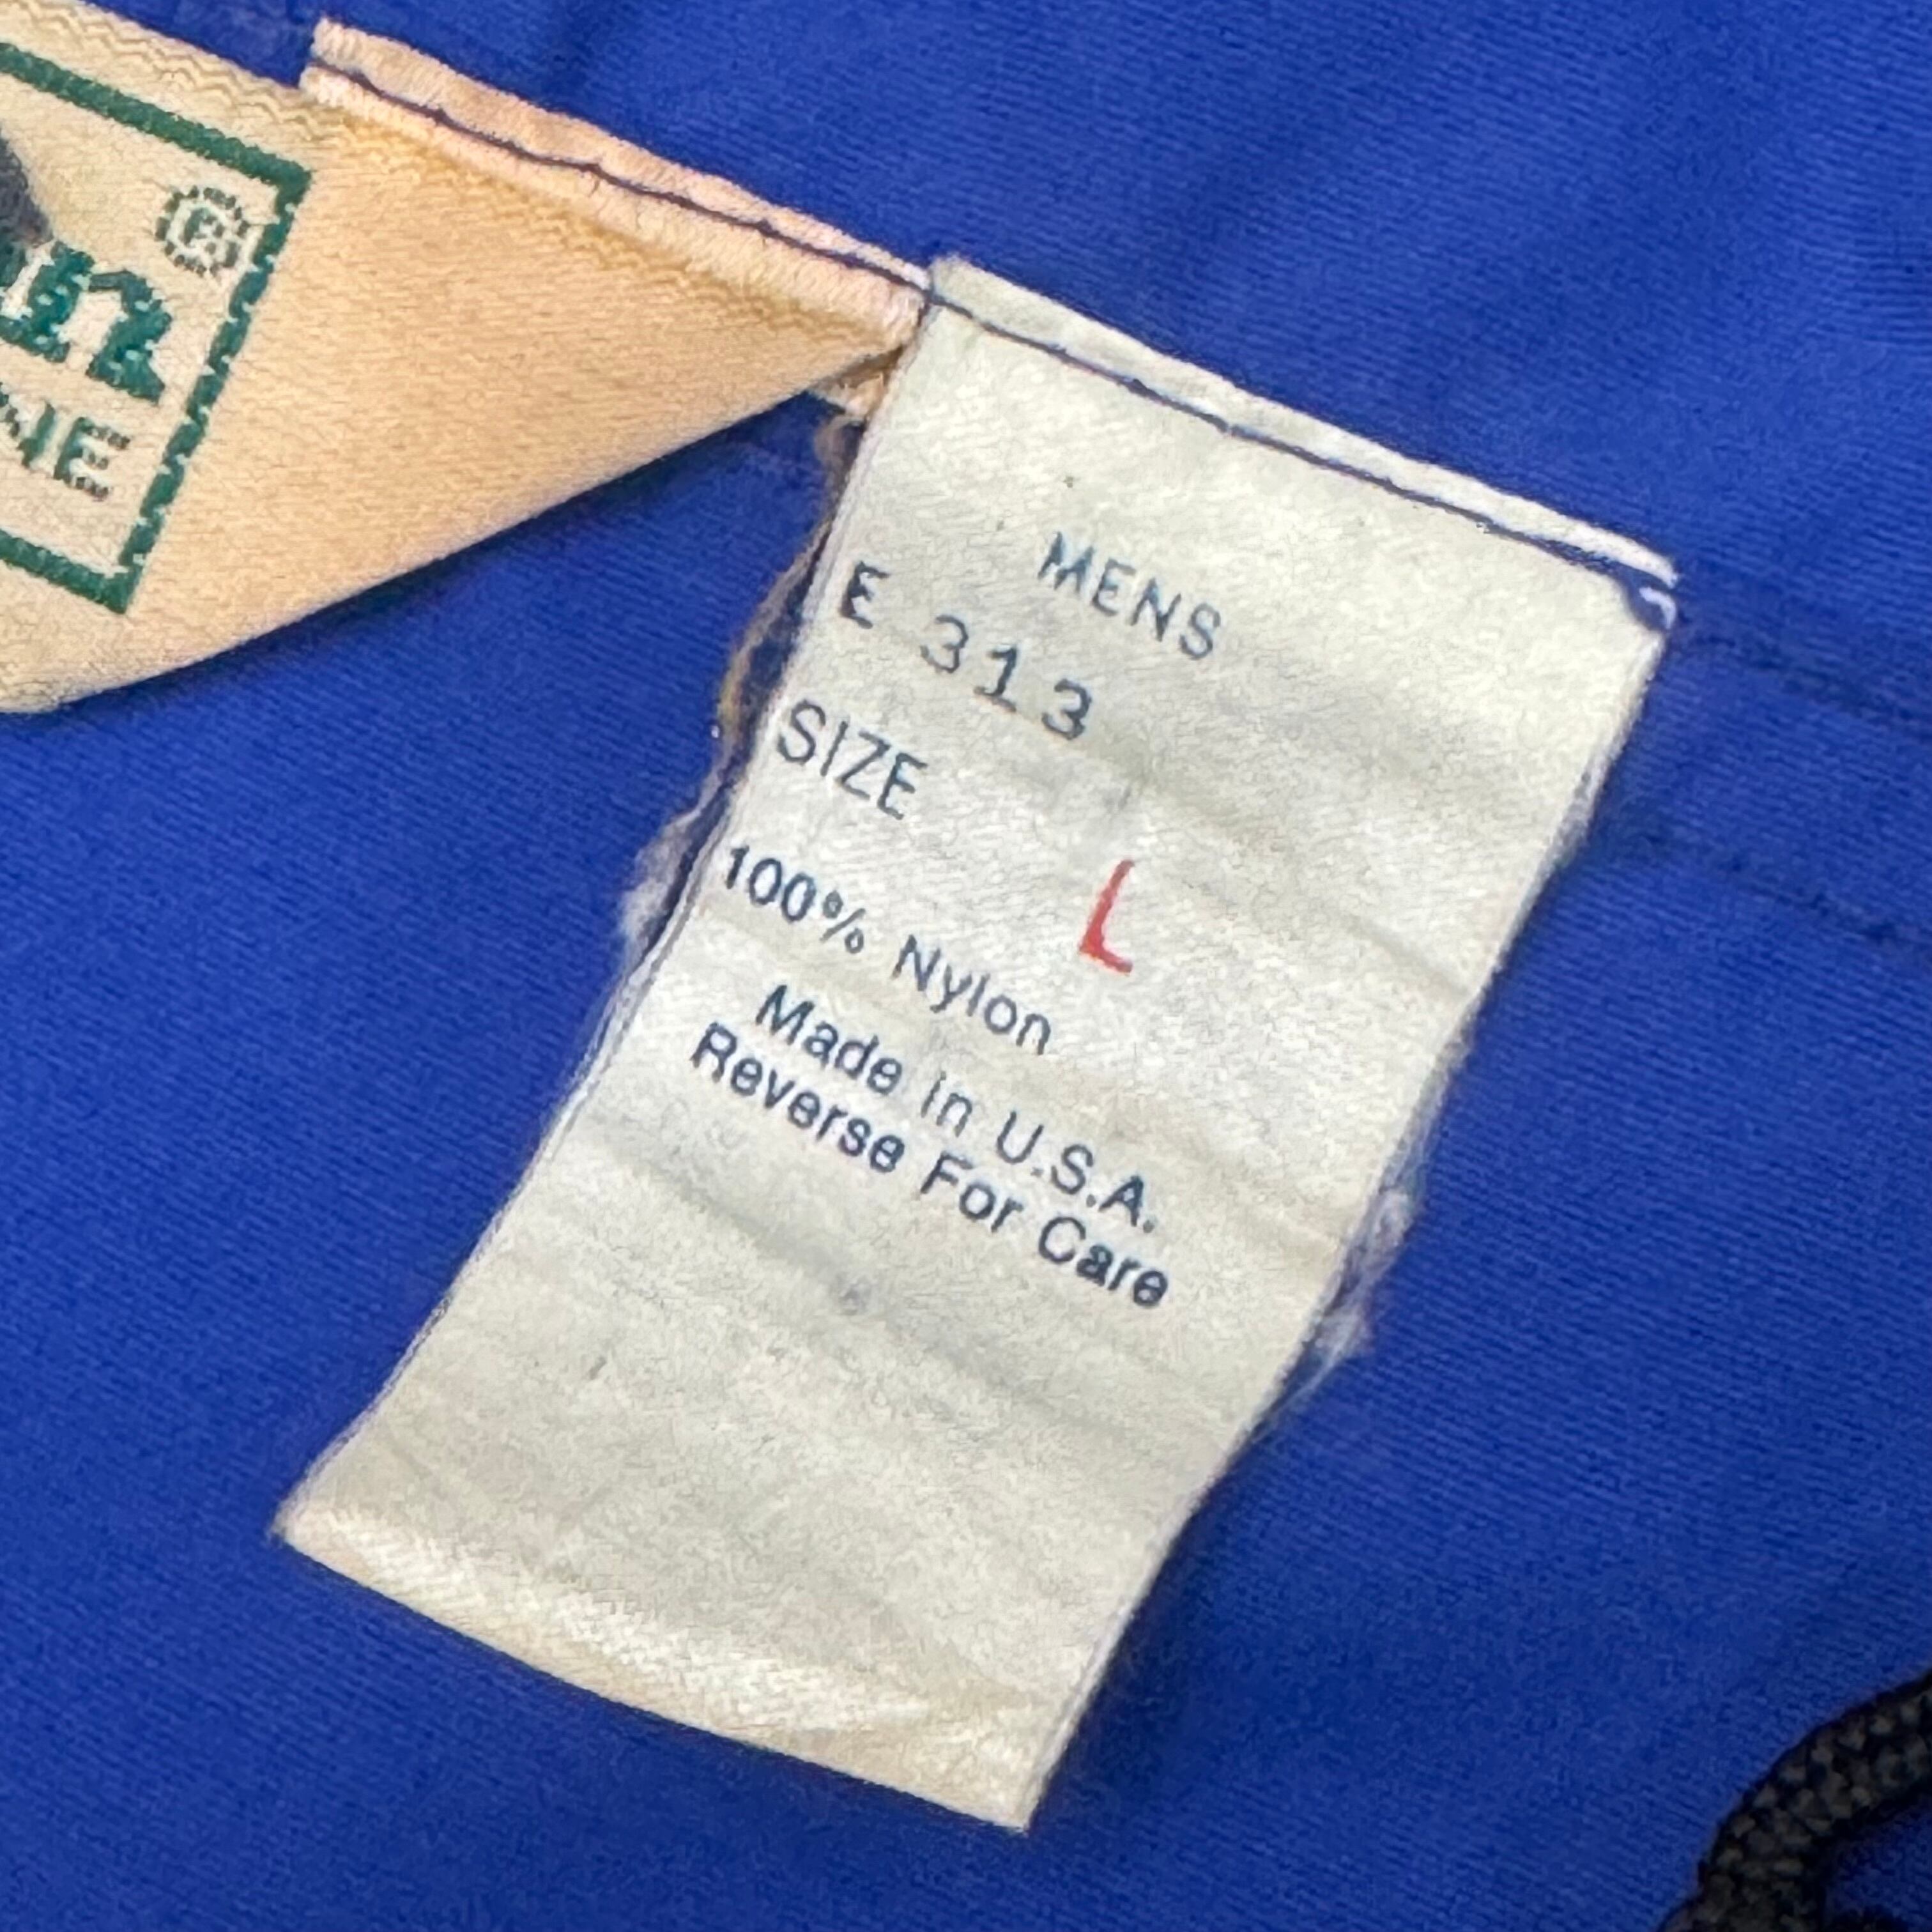 ®
MENS
E 313
SIZE
L
100% Nylon
Made in U.S.A.
Reverse For Care